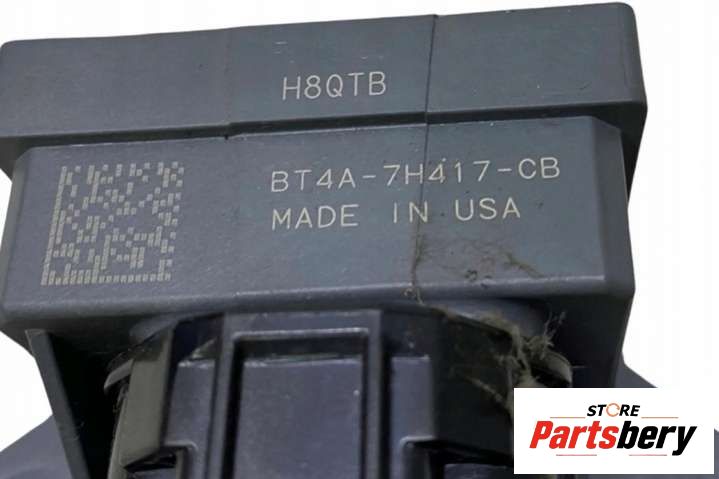 H8QTB
BT4A-7H417-CB
MADE IN USA
STORE
Partsbery